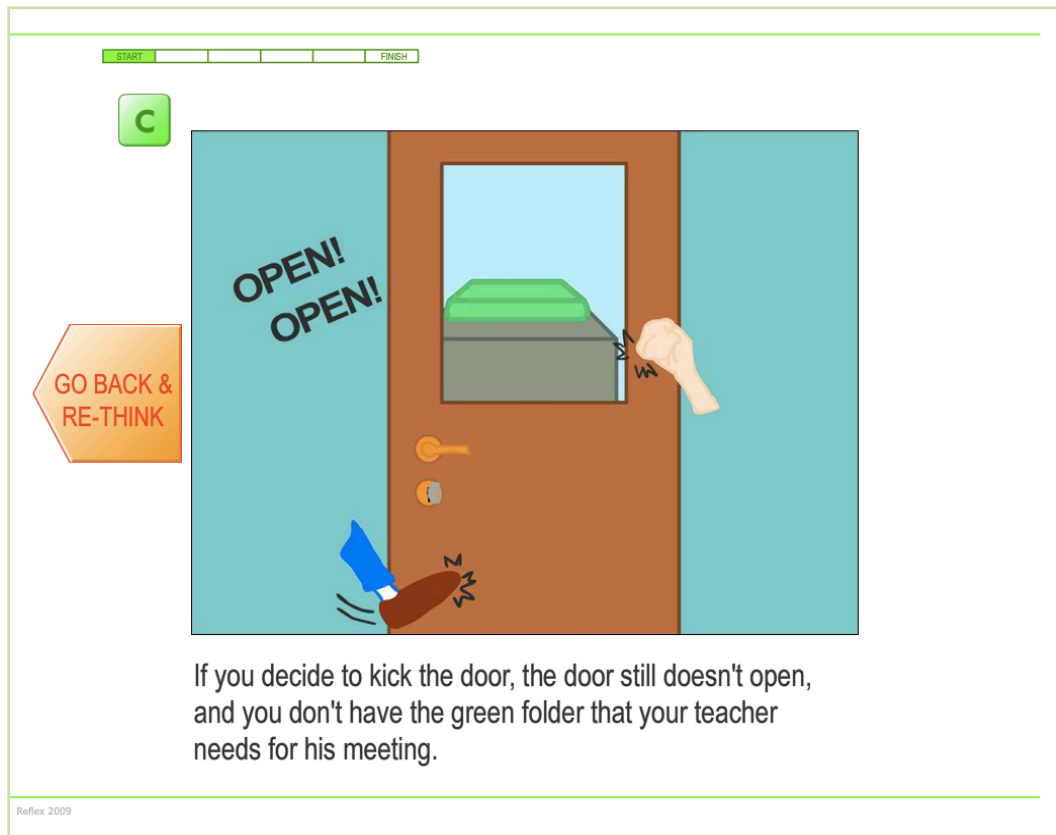 START FINISH
C
OPEN!
OPEN!
GO BACK &
RE-THINK
If you decide to kick the door, the door still doesn't open,
and you don't have the green folder that your teacher
needs for his meeting.
Reflex 2009